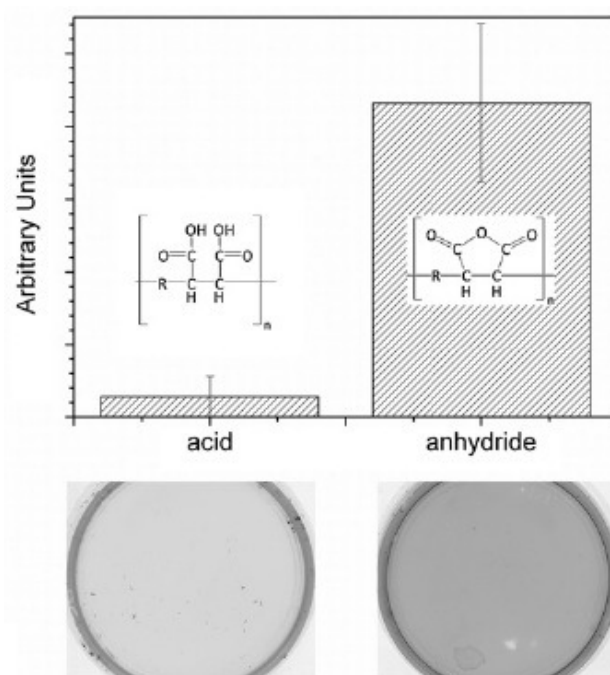 Arbitrary Units
OH OH
O C C O
R C C
H H
n
O
O C C O
R C C
H H
n
acid
anhydride